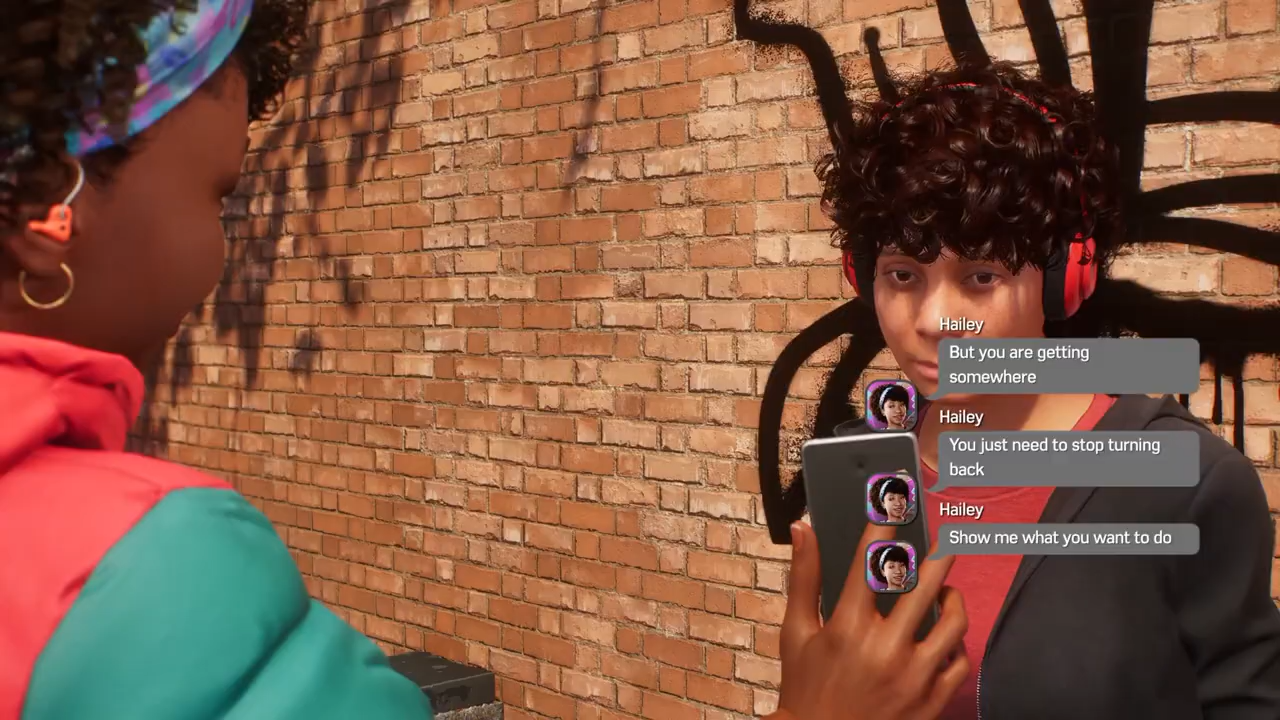 Hailey
But you are getting
somewhere
Hailey
You just need to stop turning
back
Hailey
Show me what you want to do